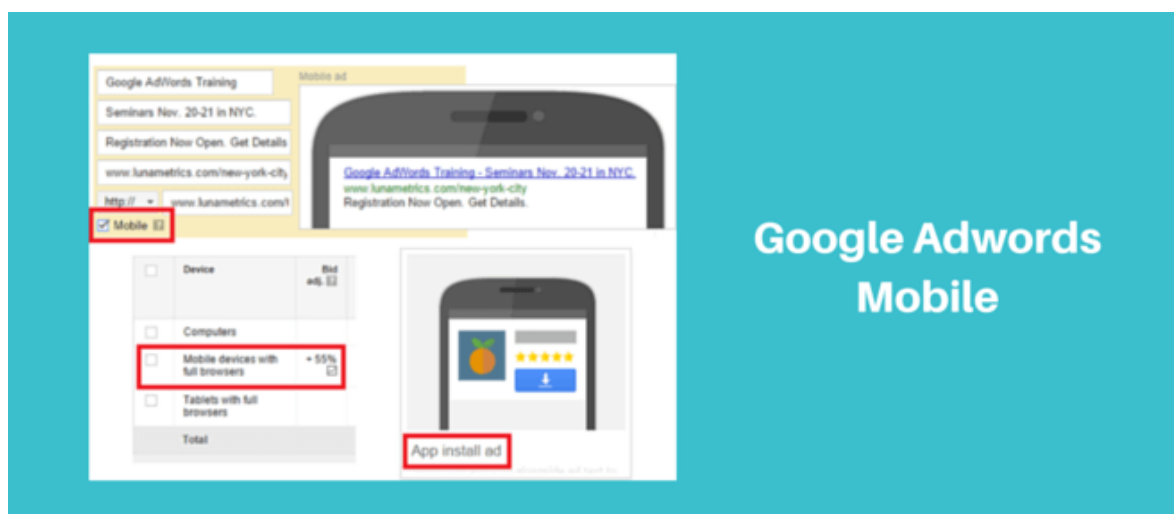 Google AdWords Training
Seminars Nov. 20-21 in NYC.
Registration Now Open. Get Details
www.lunametrics.com/new-york-city
http://
www.lunametrics.com/
Mobile
Mobile ad
Google AdWords Training - Seminars Nov. 20-21 in NYC.
www.lunametrics.com/new-york-city
Registration Now Open. Get Details.
Device
Bid
adj.
Computers
Mobile devices with
full browsers
+ 55%
Tablets with full
browsers
Total
App install ad
Google Adwords
Mobile